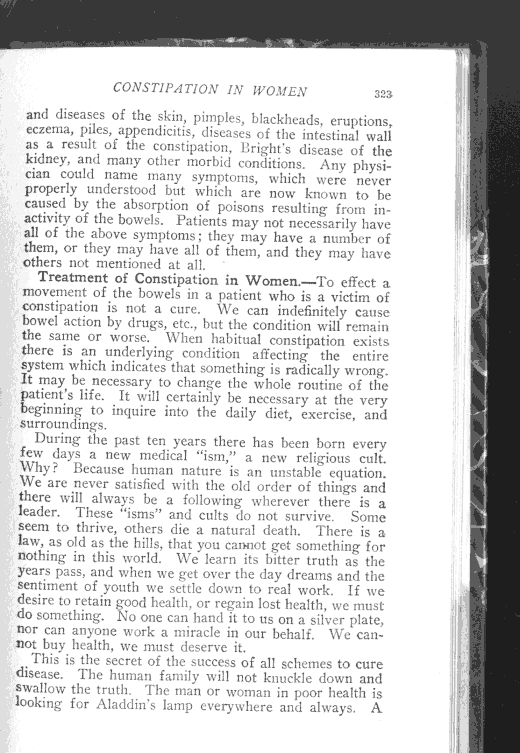 CONSTIPATION IN WOMEN 323
and diseases of the skin, pimples, blackheads, eruptions,
eczema, piles, appendicitis, diseases of the intestinal wall
as a result of the constipation, Bright's disease of the
kidney, and many other morbid conditions. Any physi-
cian could name many symptoms, which were never
properly understood but which are now known to be
caused by the absorption of poisons resulting from in-
activity of the bowels. Patients may not necessarily have
all of the above symptoms; they may have a number of
them, or they may have all of them, and they may have
others not mentioned at all.
Treatment of Constipation in Women.—To effect a
movement of the bowels in a patient who is a victim of
constipation is not a cure. We can indefinitely cause
bowel action by drugs, etc., but the condition will remain
the same or worse. When habitual constipation exists
there is an underlying condition affecting the entire
system which indicates that something is radically wrong.
It may be necessary to change the whole routine of the
patient's life. It will certainly be necessary at the very
beginning to inquire into the daily diet, exercise, and
surroundings.
During the past ten years there has been born every
few days a new medical "ism," a new religious cult.
Why? Because human nature is an unstable equation.
We are never satisfied with the old order of things and
there will always be a following wherever there is a
leader. These "isms" and cults do not survive. Some
seem to thrive, others die a natural death. There is a
law, as old as the hills, that you cannot get something for
nothing in this world. We learn its bitter truth as the
years pass, and when we get over the day dreams and the
sentiment of youth we settle down to real work. If we
desire to retain good health, or regain lost health, we must
do something. No one can hand it to us on a silver plate,
nor can anyone work a miracle in our behalf. We can-
not buy health, we must deserve it.
This is the secret of the success of all schemes to cure
disease. The human family will not knuckle down and
swallow the truth. The man or woman in poor health is
looking for Aladdin's lamp everywhere and always. A